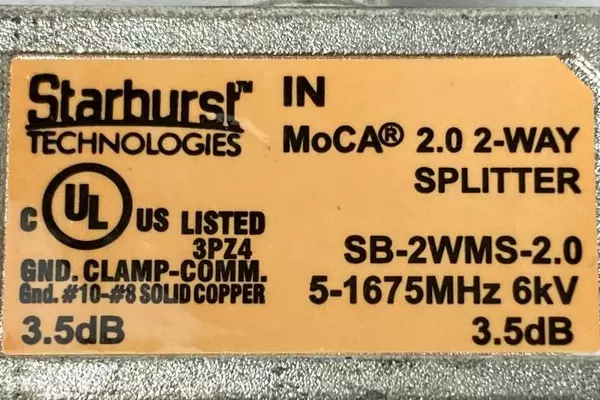 Starburst™
TECHNOLOGIES
IN
MoCA® 2.0 2-WAY
SPLITTER
C UL US LISTED
3PZ4
GND. CLAMP-COMM.
Gnd. #10-#8 SOLID COPPER
3.5dB
SB-2WMS-2.0
5-1675MHz 6kV
3.5dB